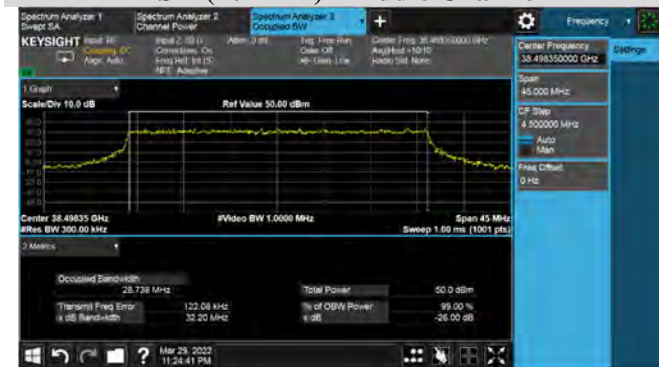 Spectrum Analyzer 1
Swept SA
Spectrum Analyzer 2
Channel Power
Spectrum Analyzer 3
Occupied BW
Frequency
KEYSIGHT Input: RF
Coupling: DC
Align: Auto
Input Z: 50 Ω
Corrections: On
Freq Ref: Int (S)
NFE: Adaptive
Atten: 0 dB
Trig: Free Run
Gate: Off
#IF Gain: Low
Center Freq: 38.498350000 GHz
Avg|Hold: >10/10
Radio Std: None
Center Frequency
38.498350000 GHz
Settings
Span
45.000 MHz
CF Step
4.500000 MHz
Auto
Man
Freq Offset
0 Hz
1 Graph
Scale/Div 10.0 dB
Ref Value 50.00 dBm
Center 38.49835 GHz
#Res BW 300.00 kHz
#Video BW 1.0000 MHz
Span 45 MHz
Sweep 1.00 ms (1001 pts)
2 Metrics
Occupied Bandwidth
28.738 MHz
Total Power
50.0 dBm
Transmit Freq Error
122.08 kHz
% of OBW Power
99.00 %
x dB Bandwidth
32.20 MHz
x dB
-26.00 dB
Mar 29, 2022
11:24:41 PM